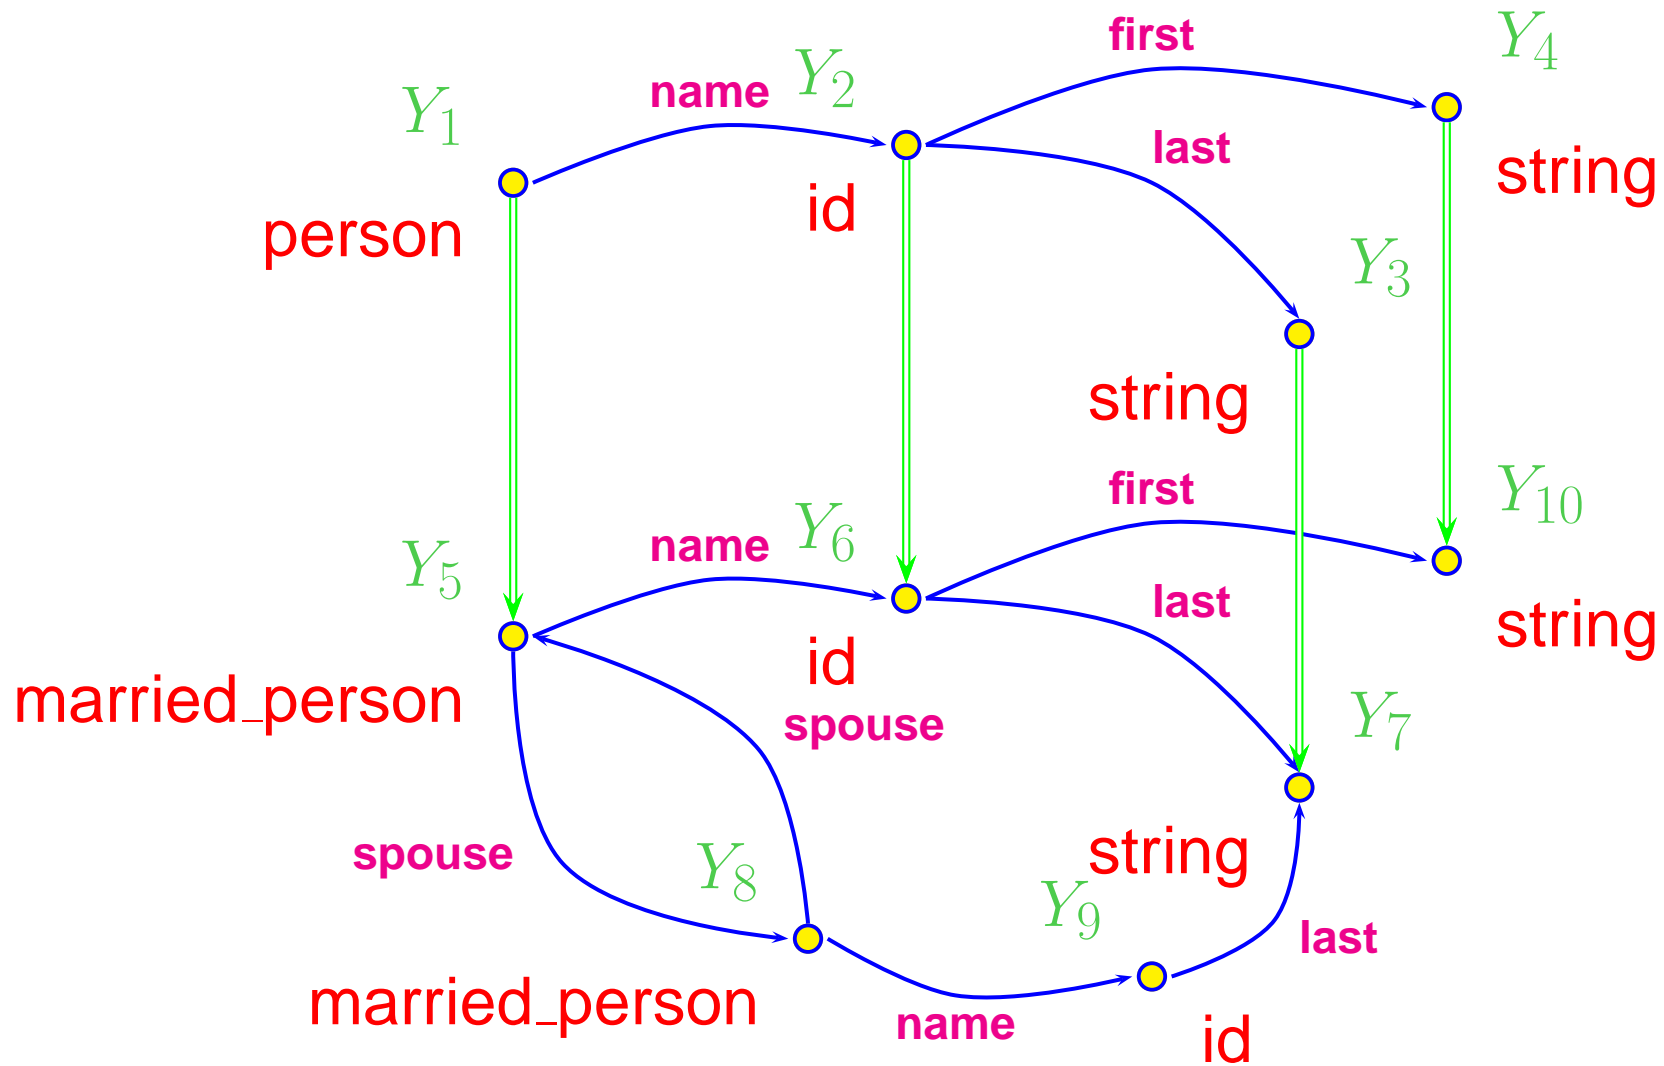 first
Y₄
name
Y₂
Y₁
last
string
id
person
Y₃
string
first
Y₁₀
name
Y₆
Y₅
last
string
id
married_person
spouse
Y₇
string
spouse
Y₈
Y₉
last
married_person
name
id